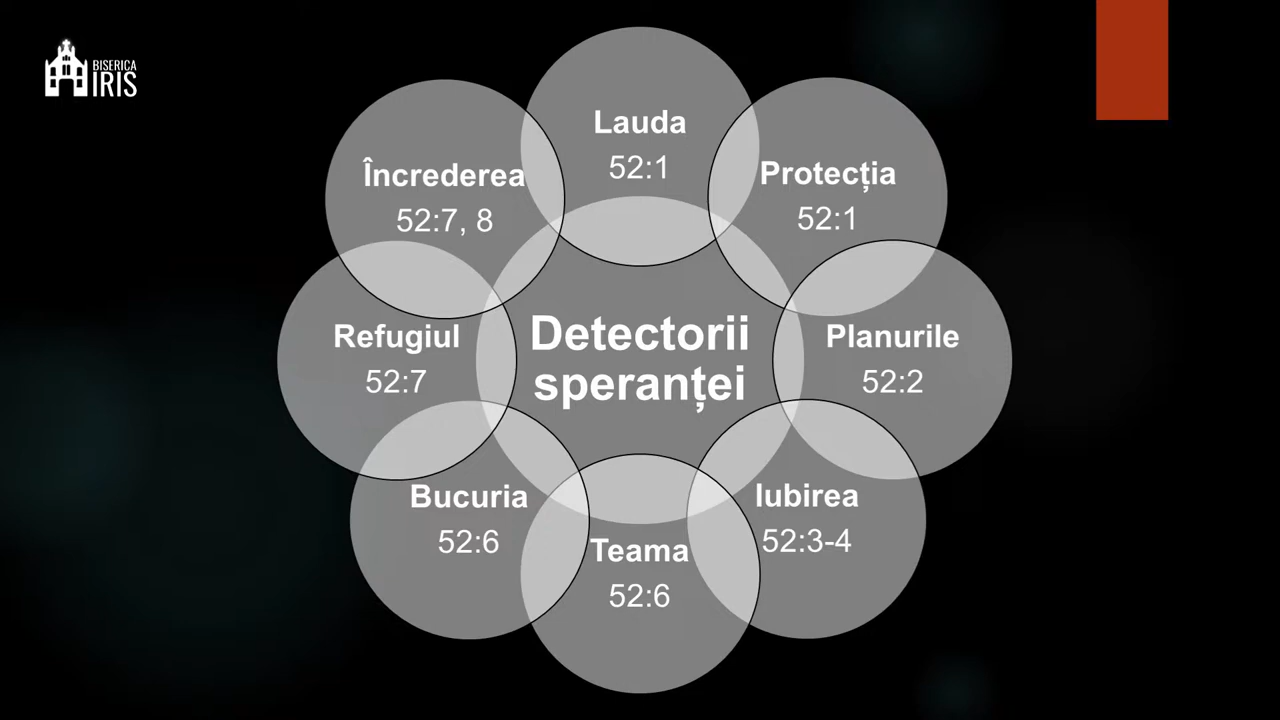 BISERICA
IRIS
Lauda
52:1
Protecția
52:1
Planurile
52:2
Iubirea
52:3-4
Teama
52:6
Bucuria
52:6
Refugiul
52:7
Încrederea
52:7, 8
Detectorii
speranței